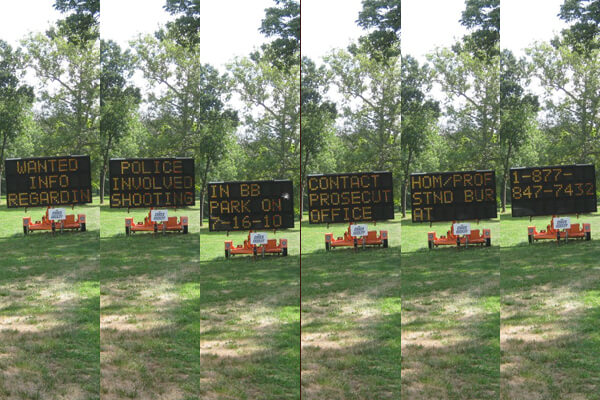 WANTED
INFO
REGARDIN
POLICE
INVOLVED
SHOOTING
IN BB
PARK ON
7-16-10
CONTACT
PROSECUT
OFFICE
HOM/PROF
STND BUR
AT
1-877-
847-7432